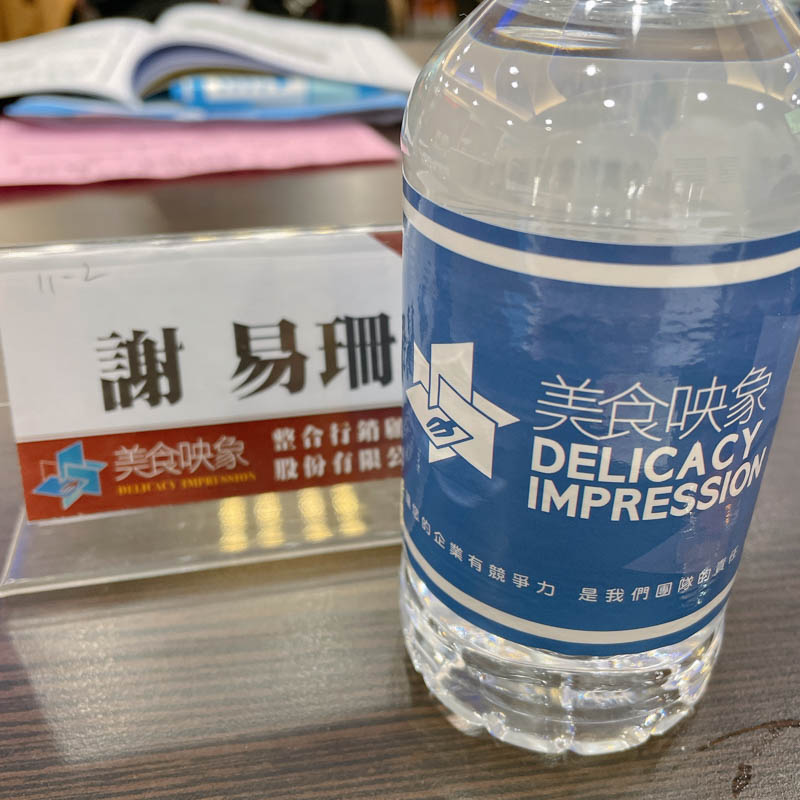 11-2
謝 易珊
美食映象
DELICACY IMPRESSION
整合行銷
股份有限公
美食映象
DELICACY
IMPRESSION
的企業有競爭力 是我們團隊的責任